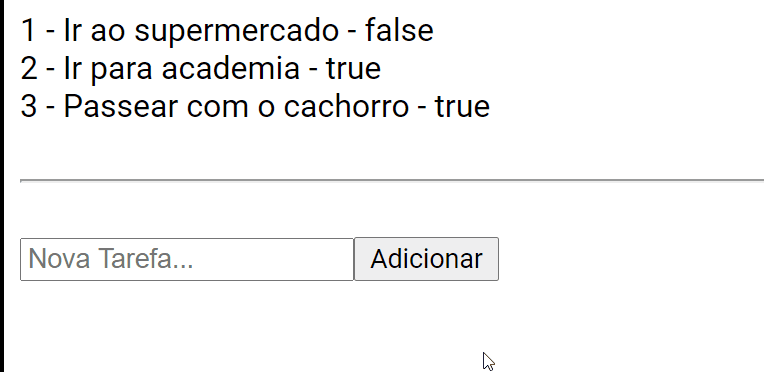 1 - Ir ao supermercado - false
2 - Ir para academia - true
3 - Passear com o cachorro - true
Nova Tarefa...
Adicionar